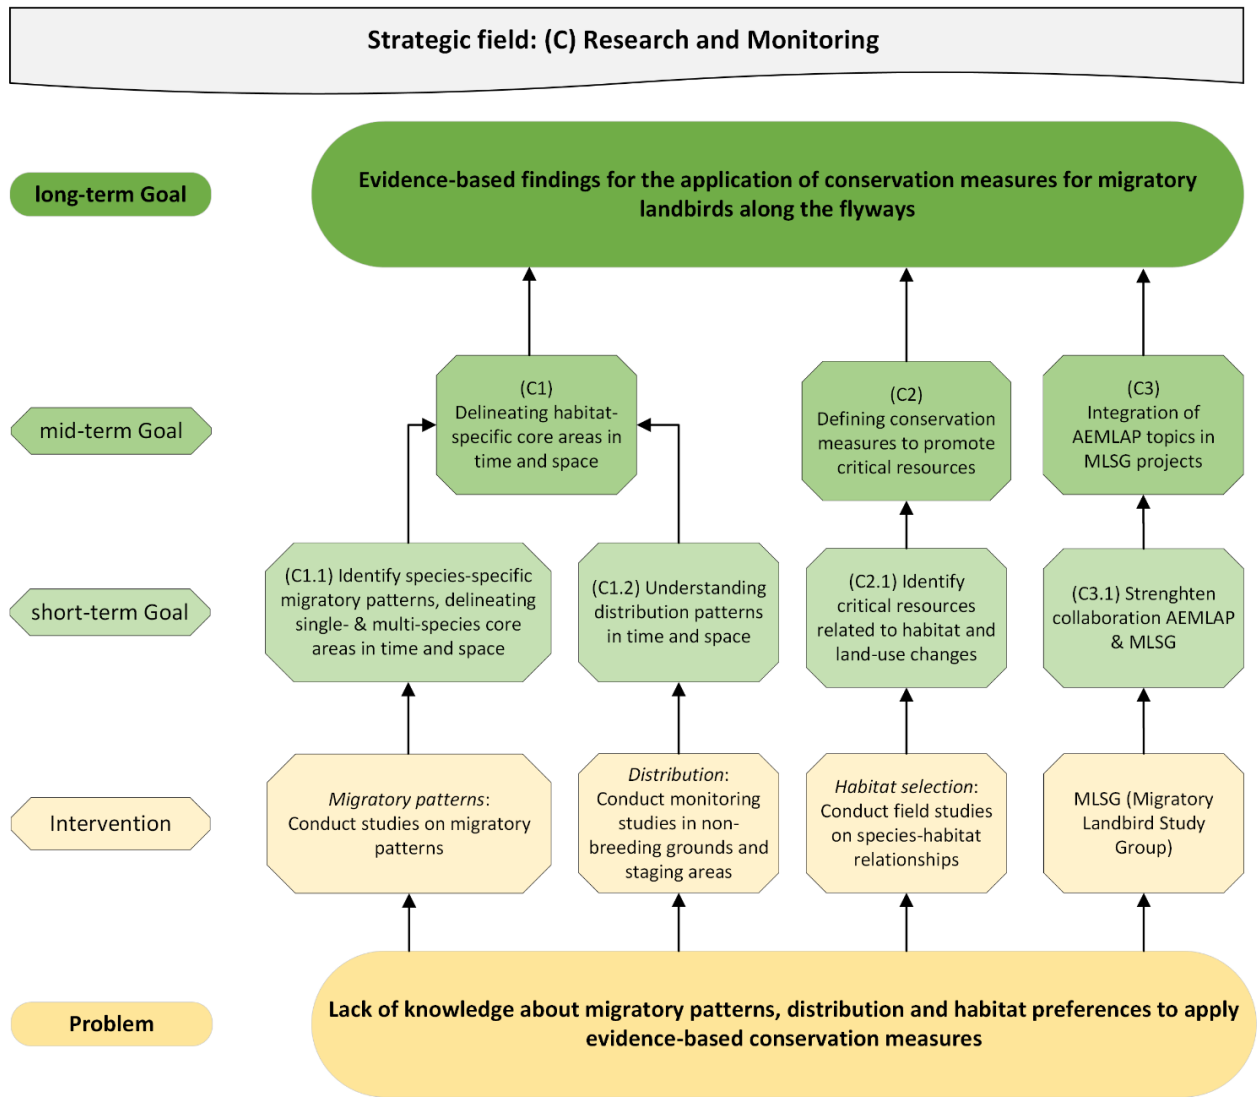 Strategic field: (C) Research and Monitoring
long-term Goal
Evidence-based findings for the application of conservation measures for migratory
landbirds along the flyways
mid-term Goal
(C1)
Delineating habitat-
specific core areas in
time and space
(C2)
Defining conservation
measures to promote
critical resources
(C3)
Integration of
AEMLAP topics in
MLSG projects
short-term Goal
(C1.1) Identify species-specific
migratory patterns, delineating
single- & multi-species core
areas in time and space
(C1.2) Understanding
distribution patterns
in time and space
(C2.1) Identify
critical resources
related to habitat and
land-use changes
(C3.1) Strenghten
collaboration AEMLAP
& MLSG
Intervention
Migratory patterns:
Conduct studies on migratory
patterns
Distribution:
Conduct monitoring
studies in non-
breeding grounds and
staging areas
Habitat selection:
Conduct field studies
on species-habitat
relationships
MLSG (Migratory
Landbird Study
Group)
Problem
Lack of knowledge about migratory patterns, distribution and habitat preferences to apply
evidence-based conservation measures